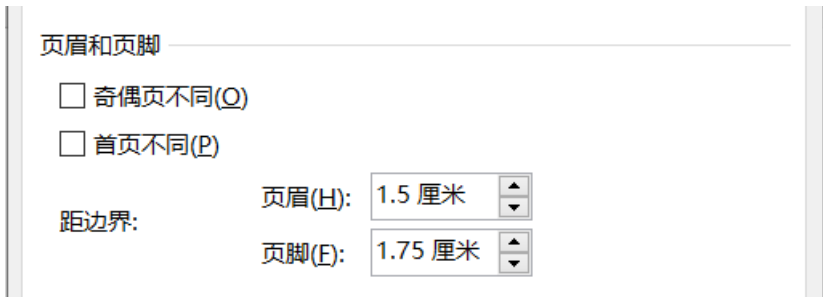 页眉和页脚
奇偶页不同(O)
首页不同(P)
距边界:
页眉(H): 1.5 厘米
页脚(F): 1.75 厘米